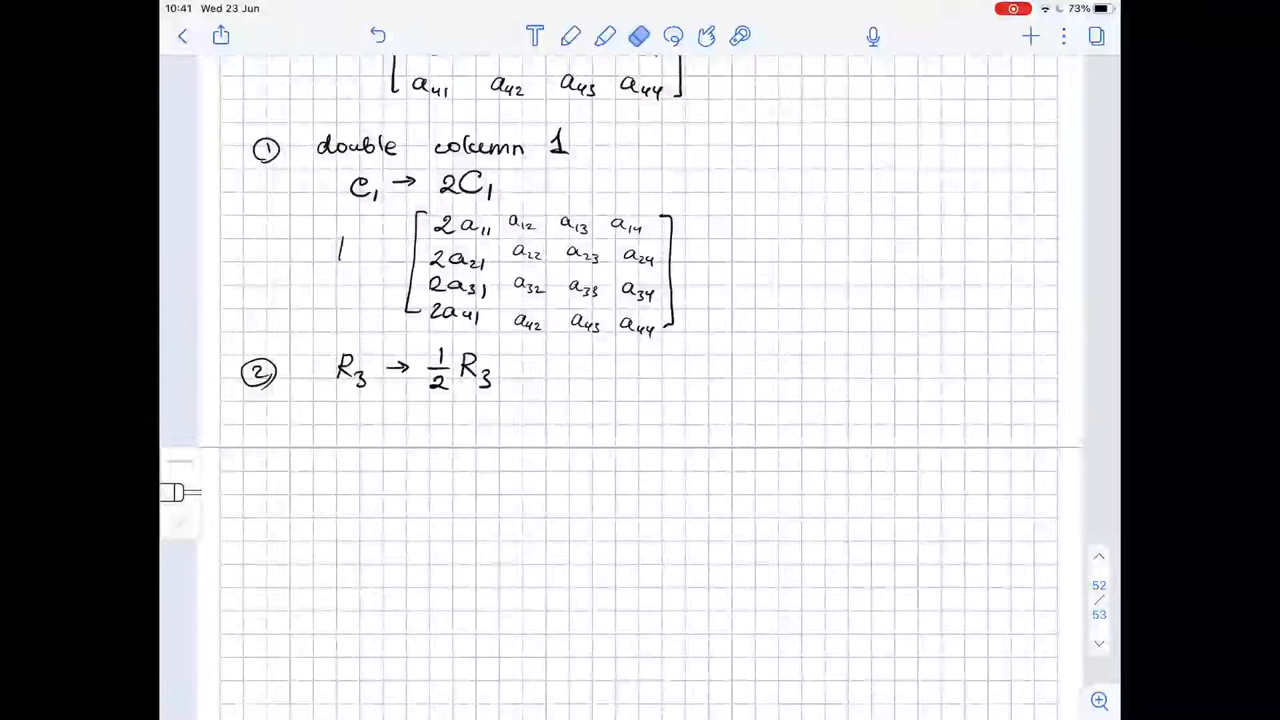 10:41 Wed 23 Jun 73%
T
a₄₁ a₄₂ a₄₃ a₄₄
① double column 1
C₁ → 2C₁
2a₁₁ a₁₂ a₁₃ a₁₄
2a₂₁ a₂₂ a₂₃ a₂₄
2a₃₁ a₃₂ a₃₃ a₃₄
2a₄₁ a₄₂ a₄₃ a₄₄
② R₃ → 1/2 R₃
52
/
53